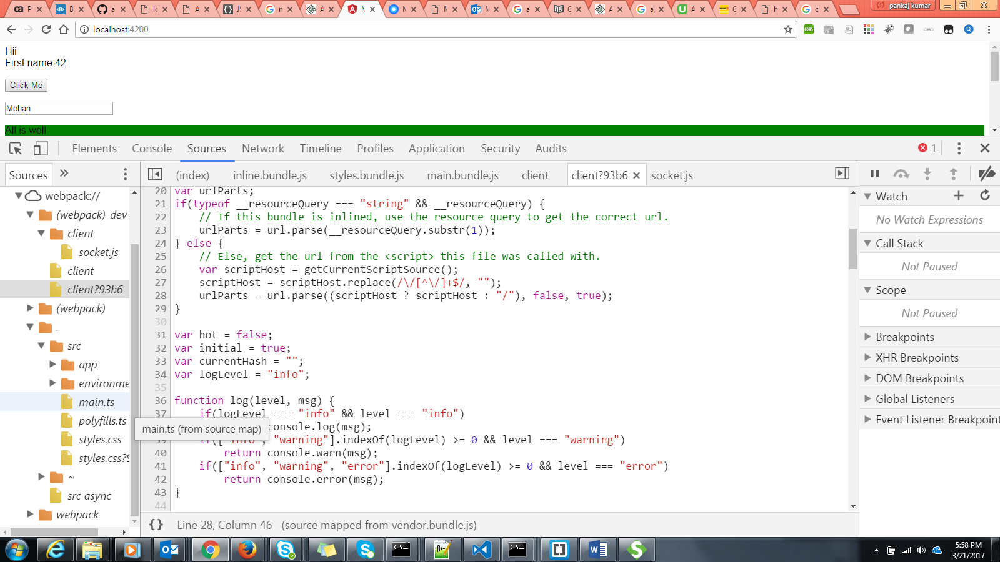 pankaj kumar
localhost:4200
Hii
First name 42
Click Me
Mohan
All is well
Elements Console Sources Network Timeline Profiles Application Security Audits 1
Sources
(index) inline.bundle.js styles.bundle.js main.bundle.js client client?93b6 socket.js
webpack://
(webpack)-dev-
client
socket.js
client
client?93b6
(webpack)
.
src
app
environme
main.ts
polyfills.ts
styles.css
styles.css?9
~
src async
webpack
main.ts (from source map)
20 var urlParts;
21 if(typeof __resourceQuery === "string" && __resourceQuery) {
22 // If this bundle is inlined, use the resource query to get the correct url.
23 urlParts = url.parse(__resourceQuery.substr(1));
24 } else {
25 // Else, get the url from the <script> this file was called with.
26 var scriptHost = getCurrentScriptSource();
27 scriptHost = scriptHost.replace(/\/[^\/]+$/, "");
28 urlParts = url.parse((scriptHost ? scriptHost : "/"), false, true);
29 }
30
31 var hot = false;
32 var initial = true;
33 var currentHash = "";
34 var logLevel = "info";
35
36 function log(level, msg) {
37 if(logLevel === "info" && level === "info")
console.log(msg);
39 if(["info", "warning"].indexOf(logLevel) >= 0 && level === "warning")
40 return console.warn(msg);
41 if(["info", "warning", "error"].indexOf(logLevel) >= 0 && level === "error")
42 return console.error(msg);
43 }
44
{} Line 28, Column 46 (source mapped from vendor.bundle.js)
Watch
No Watch Expressions
Call Stack
Not Paused
Scope
Not Paused
Breakpoints
XHR Breakpoints
DOM Breakpoints
Global Listeners
Event Listener Breakpoint
5:58 PM
3/21/2017